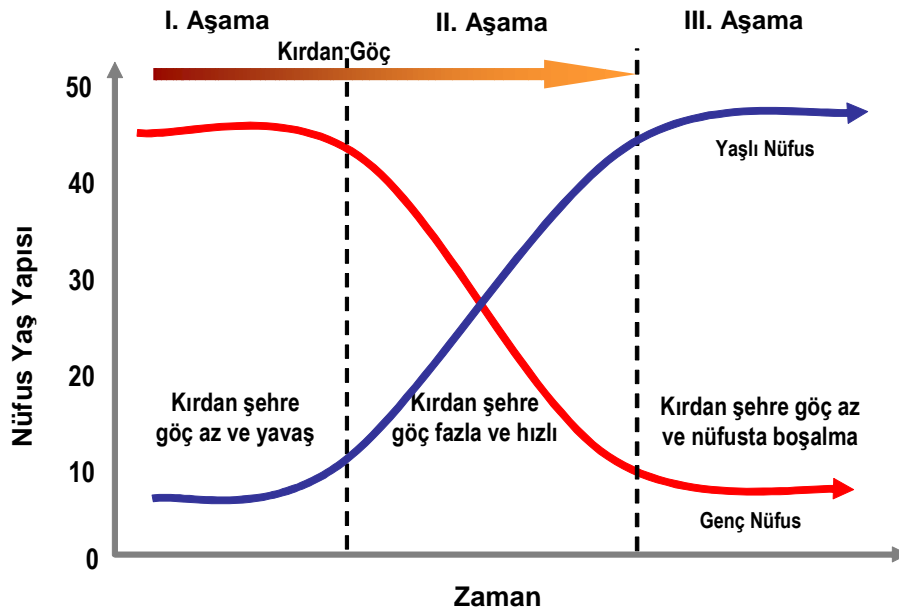 I. Aşama
II. Aşama
III. Aşama
Kırdan Göç
50
40
30
20
10
0
Nüfus Yaş Yapısı
Yaşlı Nüfus
Kırdan şehre
göç az ve yavaş
Kırdan şehre
göç fazla ve hızlı
Kırdan şehre göç az
ve nüfusta boşalma
Genç Nüfus
Zaman